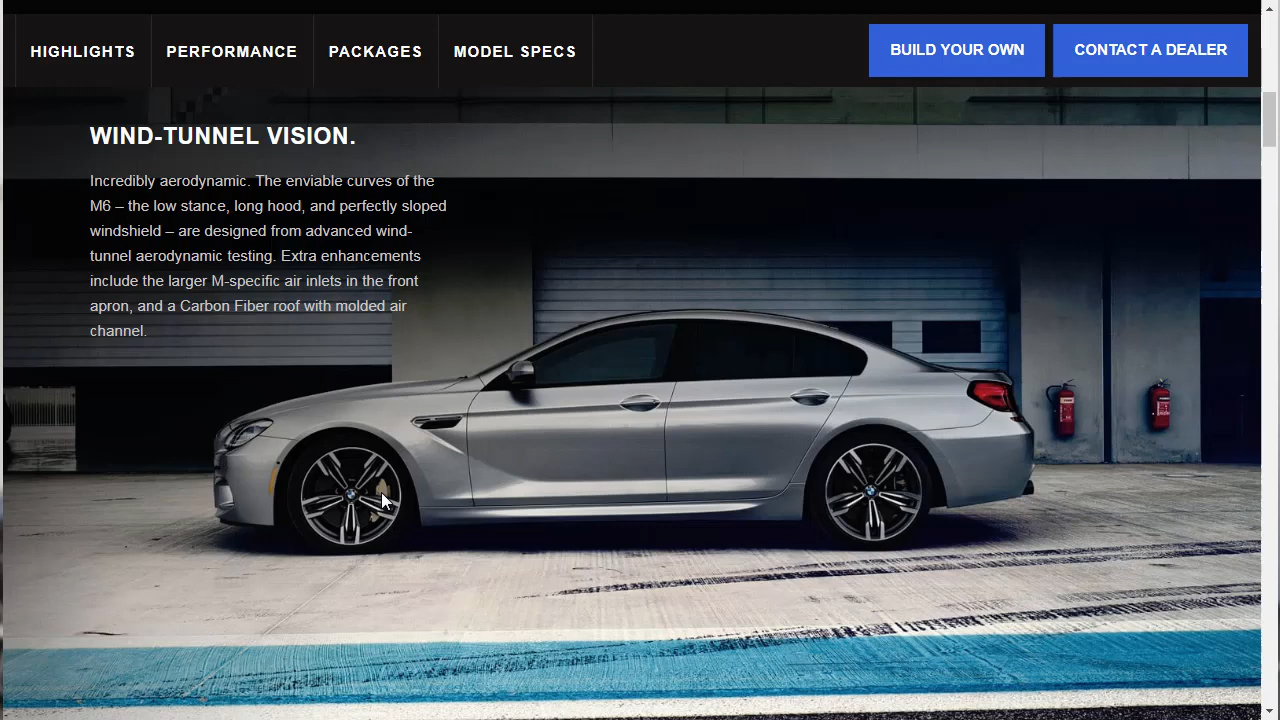 HIGHLIGHTS
PERFORMANCE
PACKAGES
MODEL SPECS
BUILD YOUR OWN
CONTACT A DEALER
WIND-TUNNEL VISION.
Incredibly aerodynamic. The enviable curves of the
M6 – the low stance, long hood, and perfectly sloped
windshield – are designed from advanced wind-
tunnel aerodynamic testing. Extra enhancements
include the larger M-specific air inlets in the front
apron, and a Carbon Fiber roof with molded air
channel.